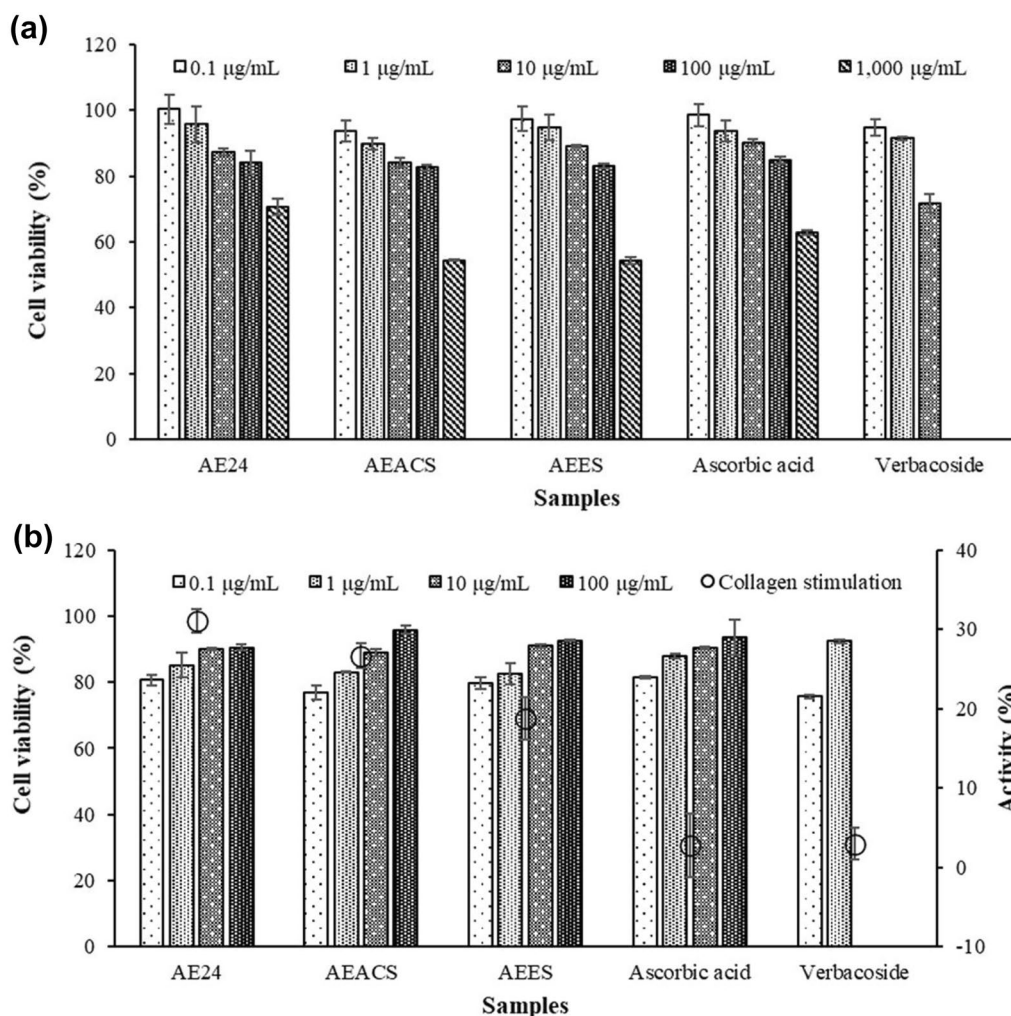 (a)
120
0.1 μg/mL 1 μg/mL 10 μg/mL 100 μg/mL 1,000 μg/mL
100
80
60
40
20
0
Cell viability (%)
AE24 AEACS AEES Ascorbic acid Verbacoside
Samples
(b)
120 40
0.1 μg/mL 1 μg/mL 10 μg/mL 100 μg/mL Collagen stimulation
100
30
80
20
60
10
40
0
20
0 -10
Cell viability (%)
Activity (%)
AE24 AEACS AEES Ascorbic acid Verbacoside
Samples